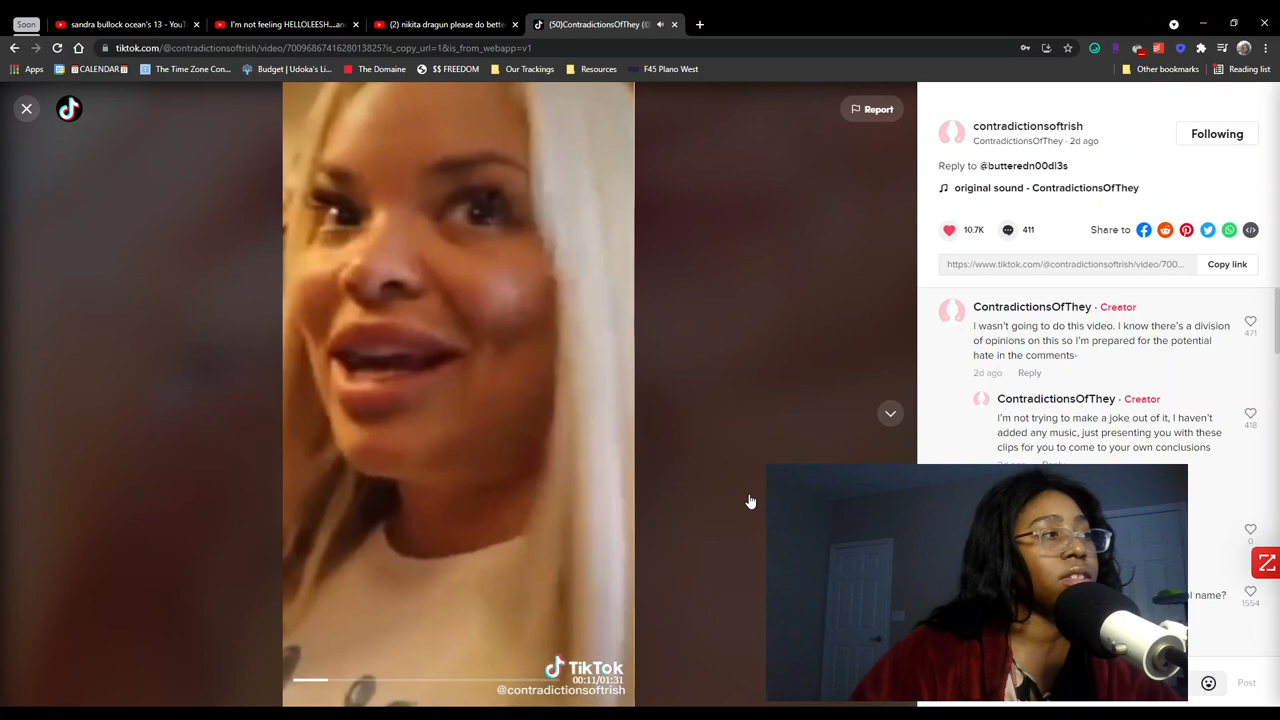 Soon
sandra bullock ocean's 13 - YouT
I'm not feeling HELLOLEESH...an
(2) nikita dragun please do bette
(50)ContradictionsOfThey (@
tiktok.com/@contradictionsoftrish/video/7009686741628013825?is_copy_url=1&is_from_webapp=v1
Apps
CALENDAR
The Time Zone Con...
Budget | Udoka's Li...
The Domaine
$$ FREEDOM
Our Trackings
Resources
F45 Plano West
Other bookmarks
Reading list
Report
contradictionsoftrish
ContradictionsOfThey · 2d ago
Following
Reply to @butteredn00dl3s
original sound - ContradictionsOfThey
10.7K
411
Share to
https://www.tiktok.com/@contradictionsoftrish/video/700...
Copy link
ContradictionsOfThey · Creator
I wasn't going to do this video. I know there's a division
of opinions on this so I'm prepared for the potential
hate in the comments-
471
2d ago
Reply
ContradictionsOfThey · Creator
I'm not trying to make a joke out of it, I haven't
added any music, just presenting you with these
clips for you to come to your own conclusions
418
0
l name?
1554
TikTok
00:11/01:31
@contradictionsoftrish
Post